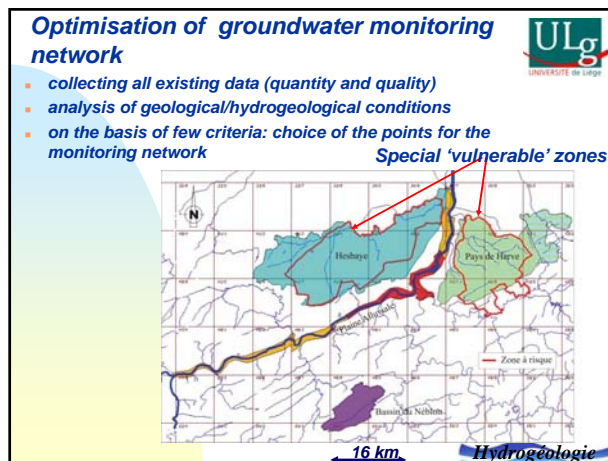 Optimisation of groundwater monitoring
network
ULg
UNIVERSITÉ de Liège
collecting all existing data (quantity and quality)
analysis of geological/hydrogeological conditions
on the basis of few criteria: choice of the points for the
monitoring network
Special 'vulnerable' zones
N
Hesbaye
Pays de Herve
Plaine Alluviale
Zone à risque
Bassin du Néblon
16 km
Hydrogéologie